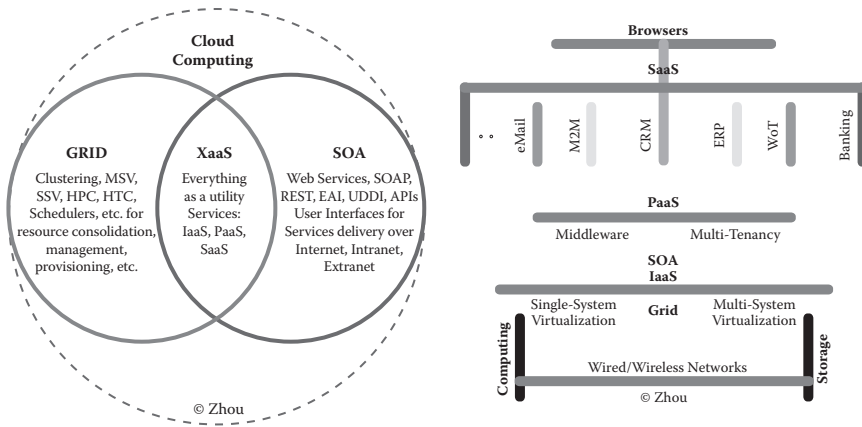 Cloud
Computing
GRID
Clustering, MSV,
SSV, HPC, HTC,
Schedulers, etc. for
resource consolidation,
management,
provisioning, etc.
XaaS
Everything
as a utility
Services:
IaaS, PaaS,
SaaS
SOA
Web Services, SOAP,
REST, EAI, UDDI, APIs
User Interfaces for
Services delivery over
Internet, Intranet,
Extranet
© Zhou
Browsers
SaaS
eMail
M2M
CRM
ERP
WoT
Banking
PaaS
Middleware
Multi-Tenancy
SOA
IaaS
Single-System
Virtualization
Grid
Multi-System
Virtualization
Computing
Storage
Wired/Wireless Networks
© Zhou